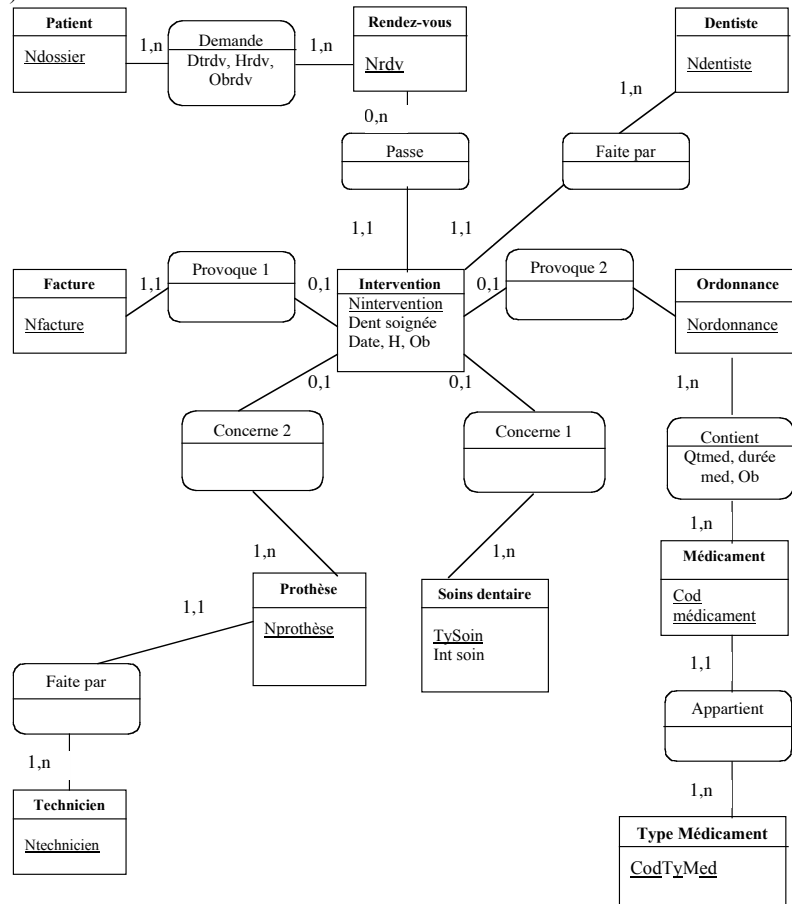 )
Patient
Ndossier
1,n
Demande
Dtrdv, Hrdv,
Obrdv
1,n
Rendez-vous
Nrdv
Dentiste
Ndentiste
0,n
1,n
Passe
Faite par
1,1
1,1
Facture
Nfacture
1,1
Provoque 1
0,1
Intervention
Nintervention
Dent soignée
Date, H, Ob
0,1
Provoque 2
Ordonnance
Nordonnance
0,1
0,1
1,n
Concerne 2
Concerne 1
Contient
Qtmed, durée
med, Ob
1,n
1,n
1,n
Prothèse
Nprothèse
Soins dentaire
TySoin
Int soin
Médicament
Cod
médicament
1,1
1,1
Faite par
Appartient
1,n
1,n
Technicien
Ntechnicien
Type Médicament
CodTyMed